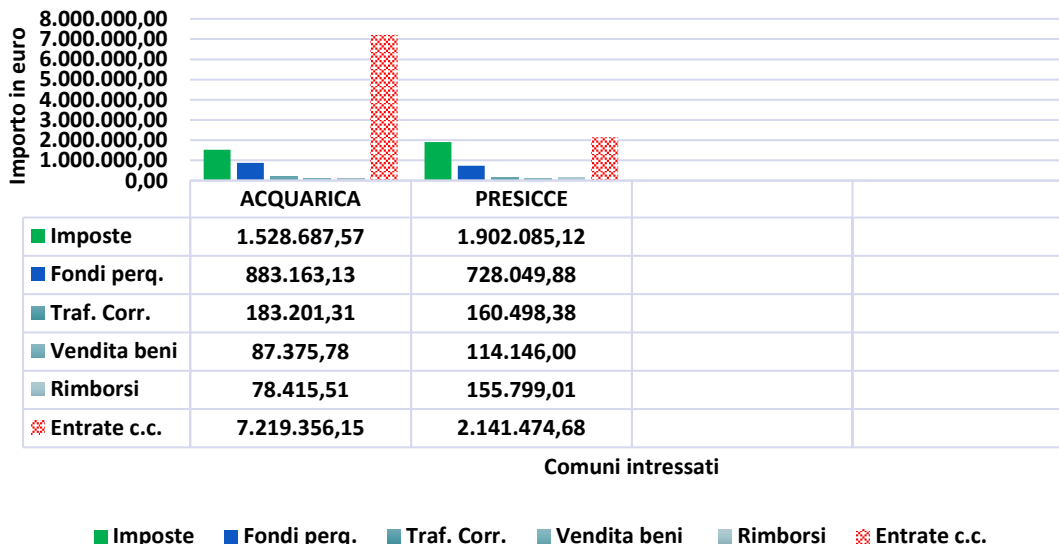 Importo in euro
8.000.000,00
7.000.000,00
6.000.000,00
5.000.000,00
4.000.000,00
3.000.000,00
2.000.000,00
1.000.000,00
0,00
ACQUARICA PRESICCE
Imposte 1.528.687,57 1.902.085,12
Fondi perq. 883.163,13 728.049,88
Traf. Corr. 183.201,31 160.498,38
Vendita beni 87.375,78 114.146,00
Rimborsi 78.415,51 155.799,01
Entrate c.c. 7.219.356,15 2.141.474,68
Comuni intressati
Imposte Fondi perq. Traf. Corr. Vendita beni Rimborsi Entrate c.c.